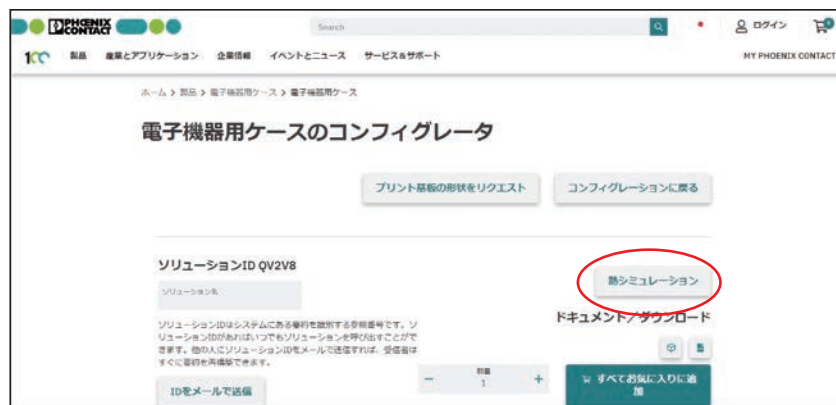 PHŒNIX CONTACT
Search
ログイン
0
100
製品
産業とアプリケーション
企業情報
イベントとニュース
サービス&サポート
MY PHOENIX CONTACT
ホーム > 製品 > 電子機器用ケース > 電子機器用ケース
電子機器用ケースのコンフィグレータ
プリント基板の形状をリクエスト
コンフィグレーションに戻る
ソリューションID QV2V8
熱シミュレーション
ソリューション名
ドキュメント/ダウンロード
ソリューションIDはシステムにある要約を識別する参照番号です。ソ
リューションIDがあればいつでもソリューションを呼び出すことがで
きます。他の人にソリューションIDをメールで送信すれば、受信者は
すぐに要約を再構築できます。
数量
1
すべてお気に入りに追
加
IDをメールで送信